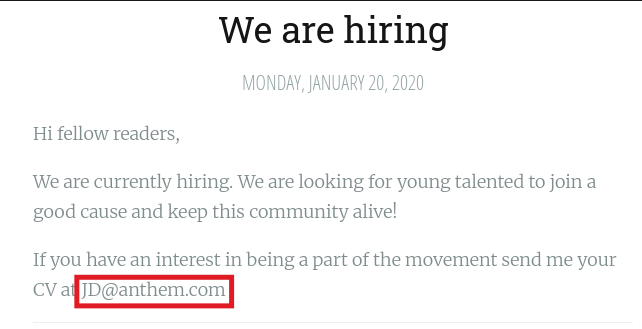 We are hiring
MONDAY, JANUARY 20, 2020
Hi fellow readers,
We are currently hiring. We are looking for young talented to join a
good cause and keep this community alive!
If you have an interest in being a part of the movement send me your
CV at JD@anthem.com